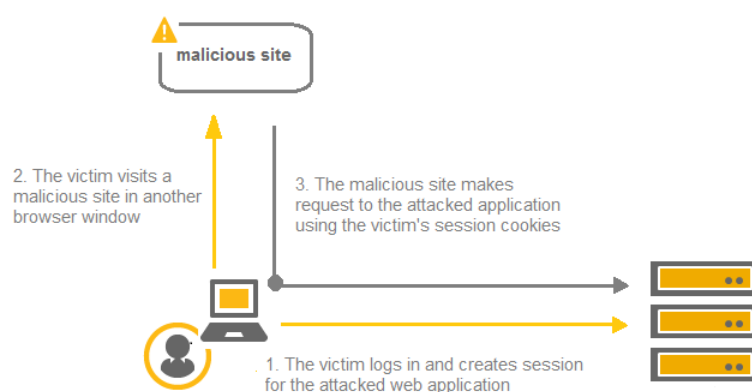 malicious site
2. The victim visits a
malicious site in another
browser window
3. The malicious site makes
request to the attacked application
using the victim's session cookies
1. The victim logs in and creates session
for the attacked web application